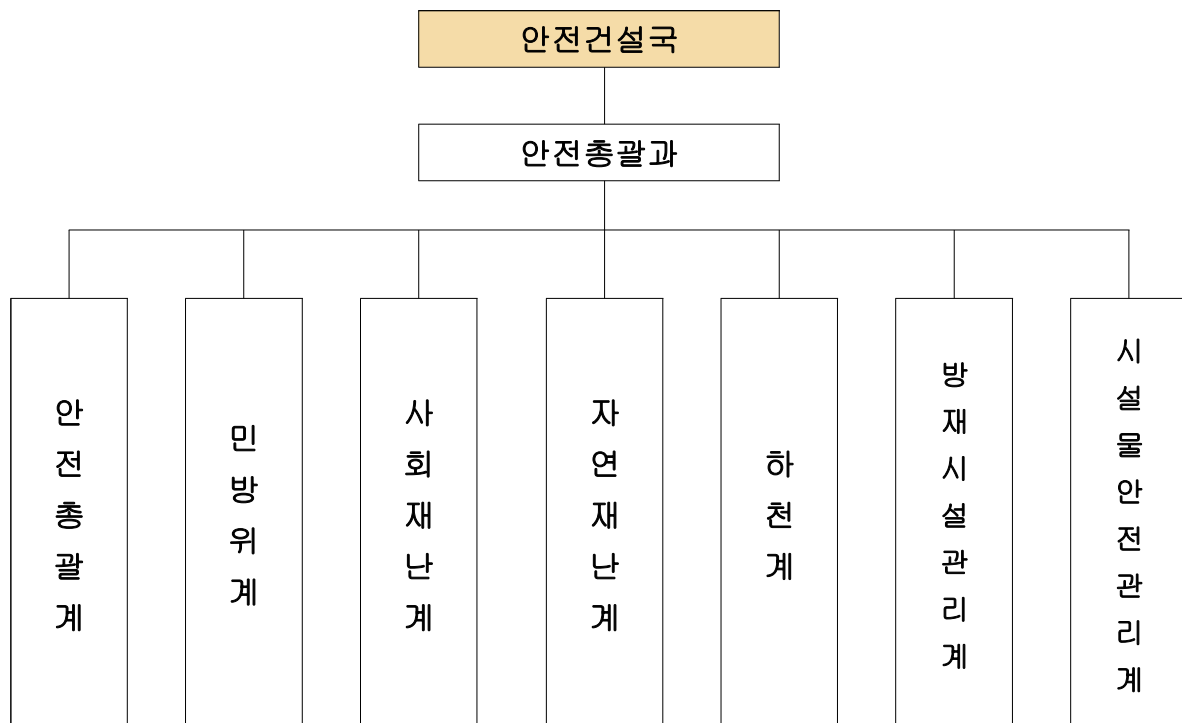 안전건설국
안전총괄과
안전총괄계
민방위계
사회재난계
자연재난계
하천계
방재시설관리계
시설물안전관리계